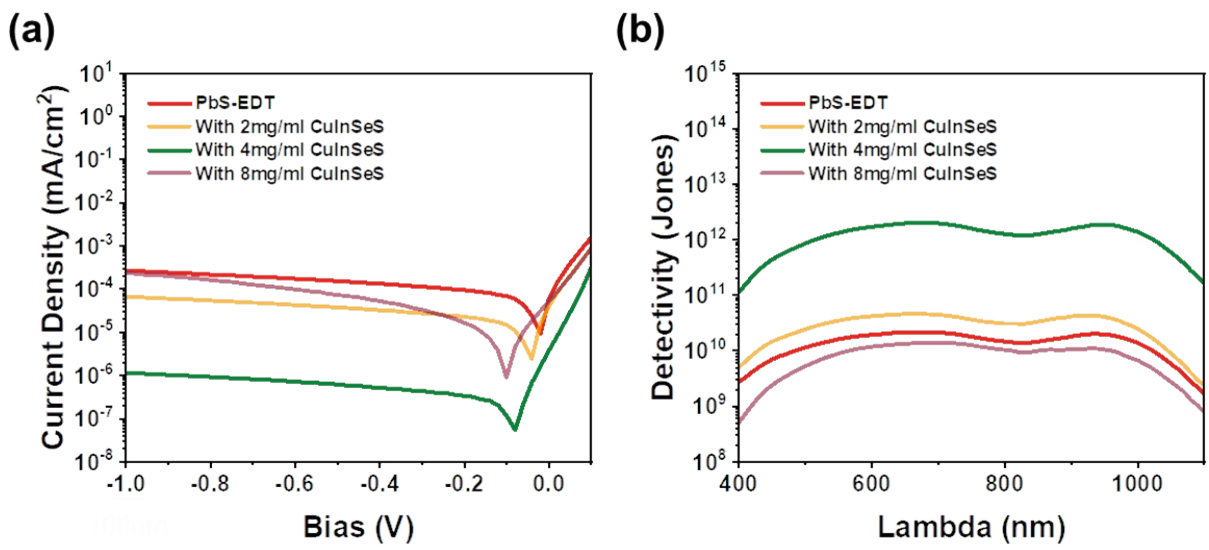 (a)
Current Density (mA/cm²)
10¹
10⁰
10⁻¹
10⁻²
10⁻³
10⁻⁴
10⁻⁵
10⁻⁶
10⁻⁷
10⁻⁸
PbS-EDT
With 2mg/ml CuInSeS
With 4mg/ml CuInSeS
With 8mg/ml CuInSeS
-1.0 -0.8 -0.6 -0.4 -0.2 0.0
Bias (V)
(b)
Detectivity (Jones)
10¹⁵
10¹⁴
10¹³
10¹²
10¹¹
10¹⁰
10⁹
10⁸
PbS-EDT
With 2mg/ml CuInSeS
With 4mg/ml CuInSeS
With 8mg/ml CuInSeS
400 600 800 1000
Lambda (nm)